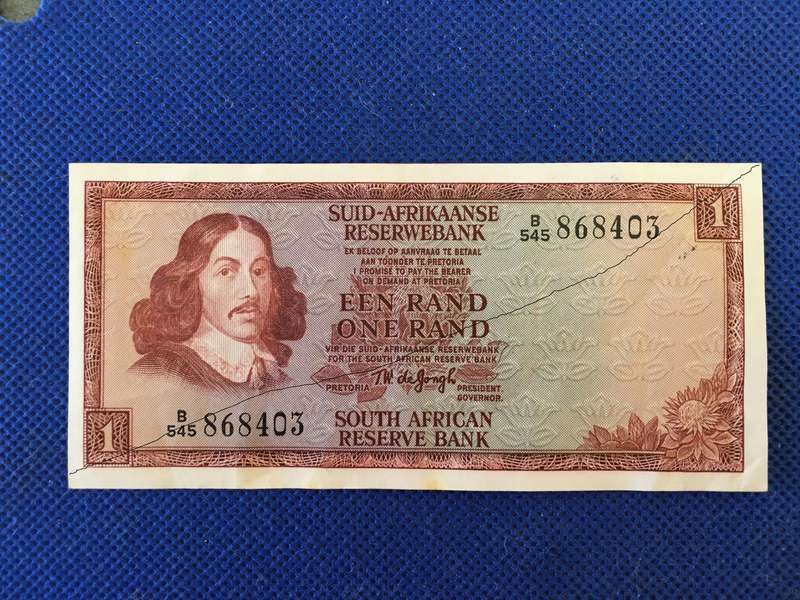 SUID-AFRIKAANSE
RESERWEBANK
B/545 868403
1
EK BELOOF OP AANVRAAG TE BETAAL
AAN TOONDER TE PRETORIA
I PROMISE TO PAY THE BEARER
ON DEMAND AT PRETORIA
EEN RAND
ONE RAND
VIR DIE SUID-AFRIKAANSE RESERWEBANK
FOR THE SOUTH AFRICAN RESERVE BANK
TW de Jongh
PRETORIA PRESIDENT.
GOVERNOR.
1
B/545 868403
SOUTH AFRICAN
RESERVE BANK